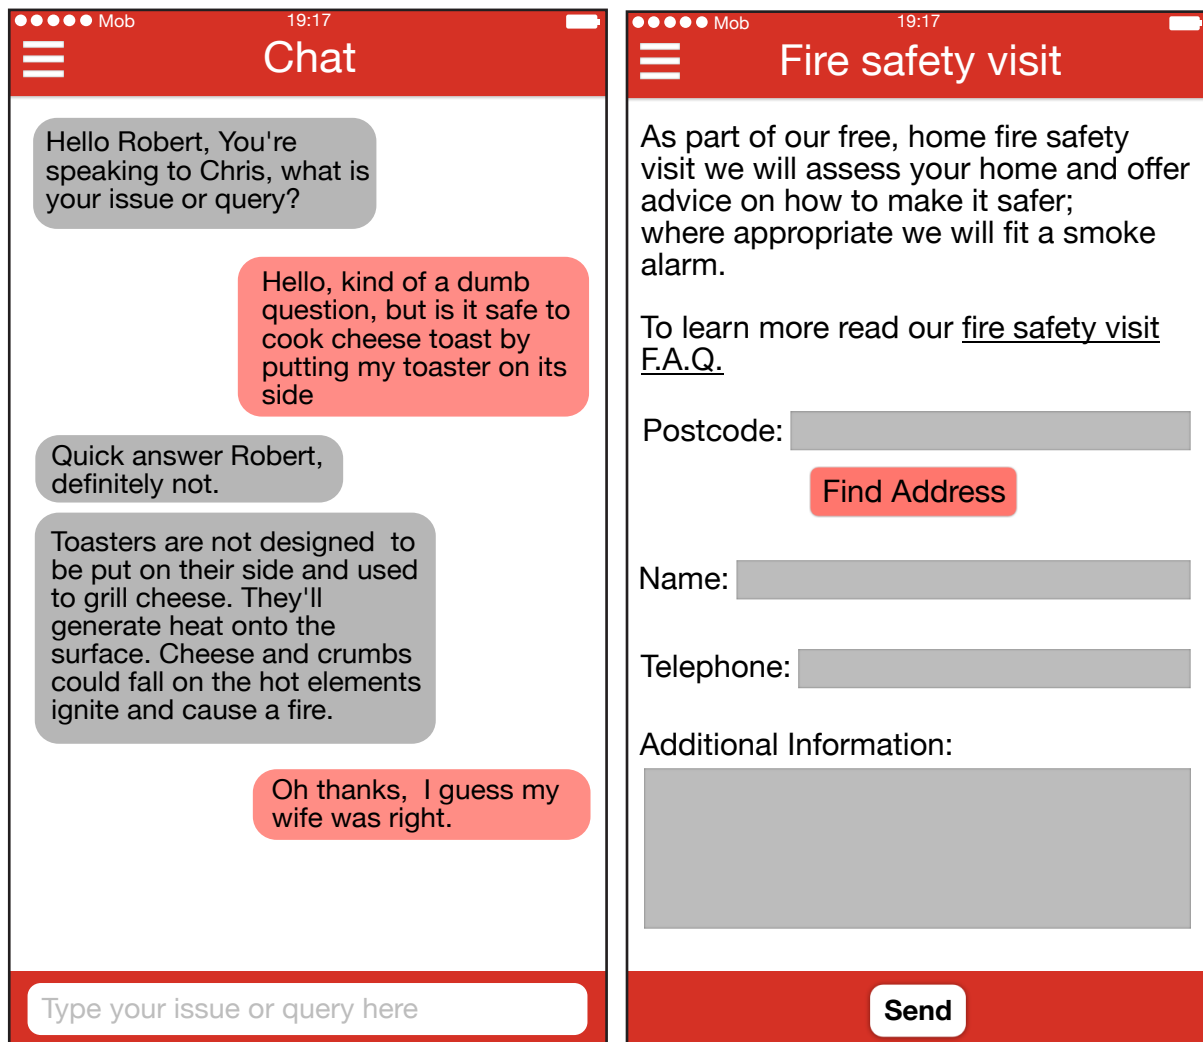 Mob 19:17
Chat
Hello Robert, You're
speaking to Chris, what is
your issue or query?
Hello, kind of a dumb
question, but is it safe to
cook cheese toast by
putting my toaster on its
side
Quick answer Robert,
definitely not.
Toasters are not designed  to
be put on their side and used
to grill cheese. They'll
generate heat onto the
surface. Cheese and crumbs
could fall on the hot elements
ignite and cause a fire.
Oh thanks,  I guess my
wife was right.
Type your issue or query here
Mob 19:17
Fire safety visit
As part of our free, home fire safety
visit we will assess your home and offer
advice on how to make it safer;
where appropriate we will fit a smoke
alarm.
To learn more read our fire safety visit
F.A.Q.
Postcode:
Find Address
Name:
Telephone:
Additional Information:
Send